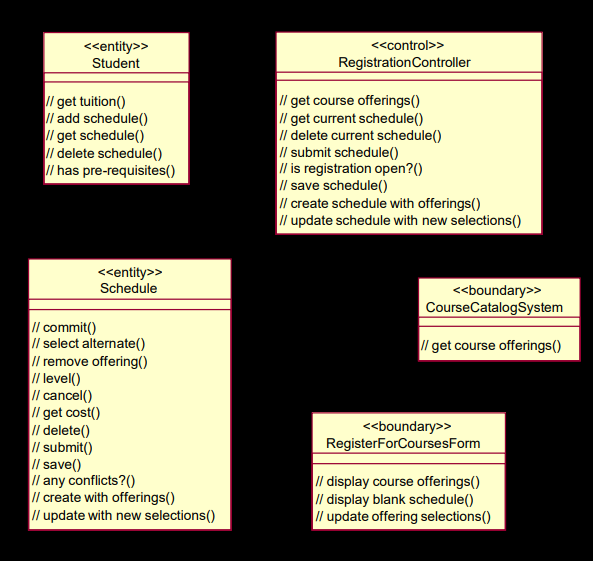 <<entity>>
Student
// get tuition()
// add schedule()
// get schedule()
// delete schedule()
// has pre-requisites()
<<control>>
RegistrationController
// get course offerings()
// get current schedule()
// delete current schedule()
// submit schedule()
// is registration open?()
// save schedule()
// create schedule with offerings()
// update schedule with new selections()
<<entity>>
Schedule
// commit()
// select alternate()
// remove offering()
// level()
// cancel()
// get cost()
// delete()
// submit()
// save()
// any conflicts?()
// create with offerings()
// update with new selections()
<<boundary>>
CourseCatalogSystem
// get course offerings()
<<boundary>>
RegisterForCoursesForm
// display course offerings()
// display blank schedule()
// update offering selections()